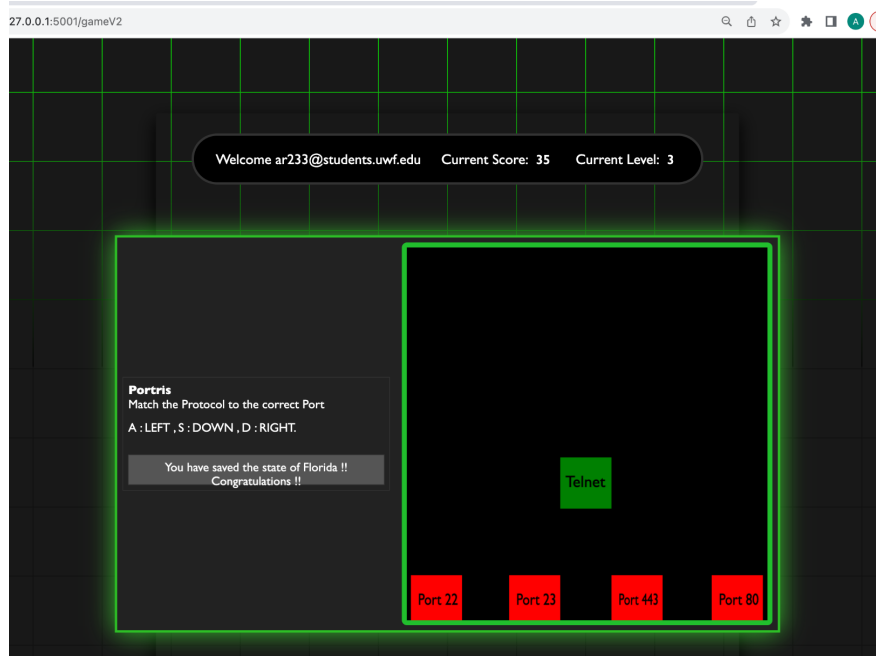 27.0.0.1:5001/gameV2
A
Welcome ar233@students.uwf.edu Current Score: 35 Current Level: 3
Portris
Match the Protocol to the correct Port
A : LEFT , S : DOWN , D : RIGHT.
You have saved the state of Florida !!
Congratulations !!
Telnet
Port 22 Port 23 Port 443 Port 80